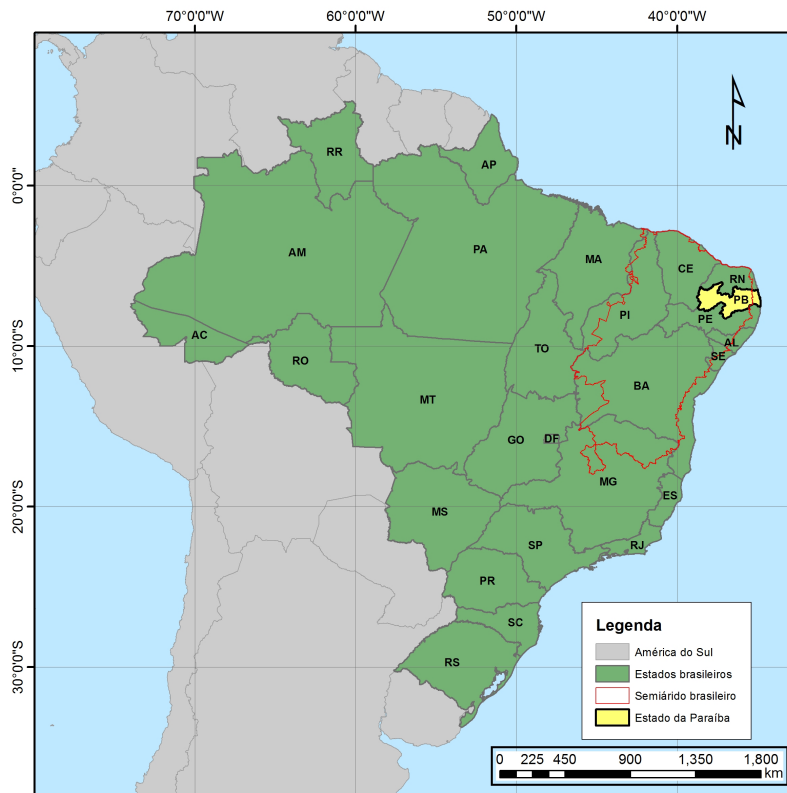 70°0'0"W 60°0'0"W 50°0'0"W 40°0'0"W
N
RR
AP
0°0'0"
AM
PA
MA
CE
RN
PB
PI
PE
AC
AL
SE
10°0'0"S
RO
TO
BA
MT
GO
DF
MG
ES
20°0'0"S
MS
SP
RJ
PR
SC
RS
30°0'0"S
Legenda
América do Sul
Estados brasileiros
Semiárido brasileiro
Estado da Paraíba
0 225 450 900 1,350 1,800
km